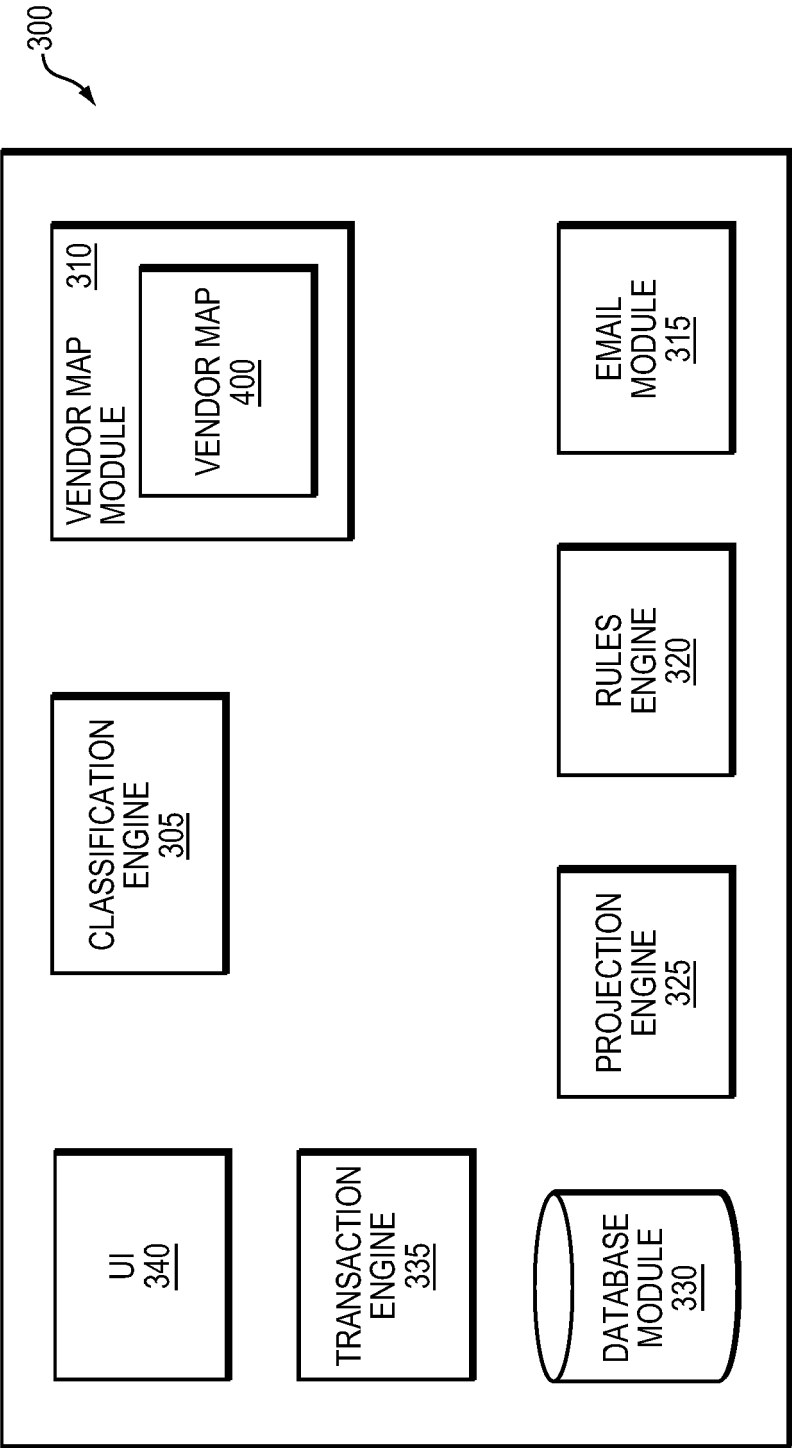 300
UI
340
CLASSIFICATION
ENGINE
305
VENDOR MAP
MODULE
310
VENDOR MAP
400
TRANSACTION
ENGINE
335
DATABASE
MODULE
330
PROJECTION
ENGINE
325
RULES
ENGINE
320
EMAIL
MODULE
315